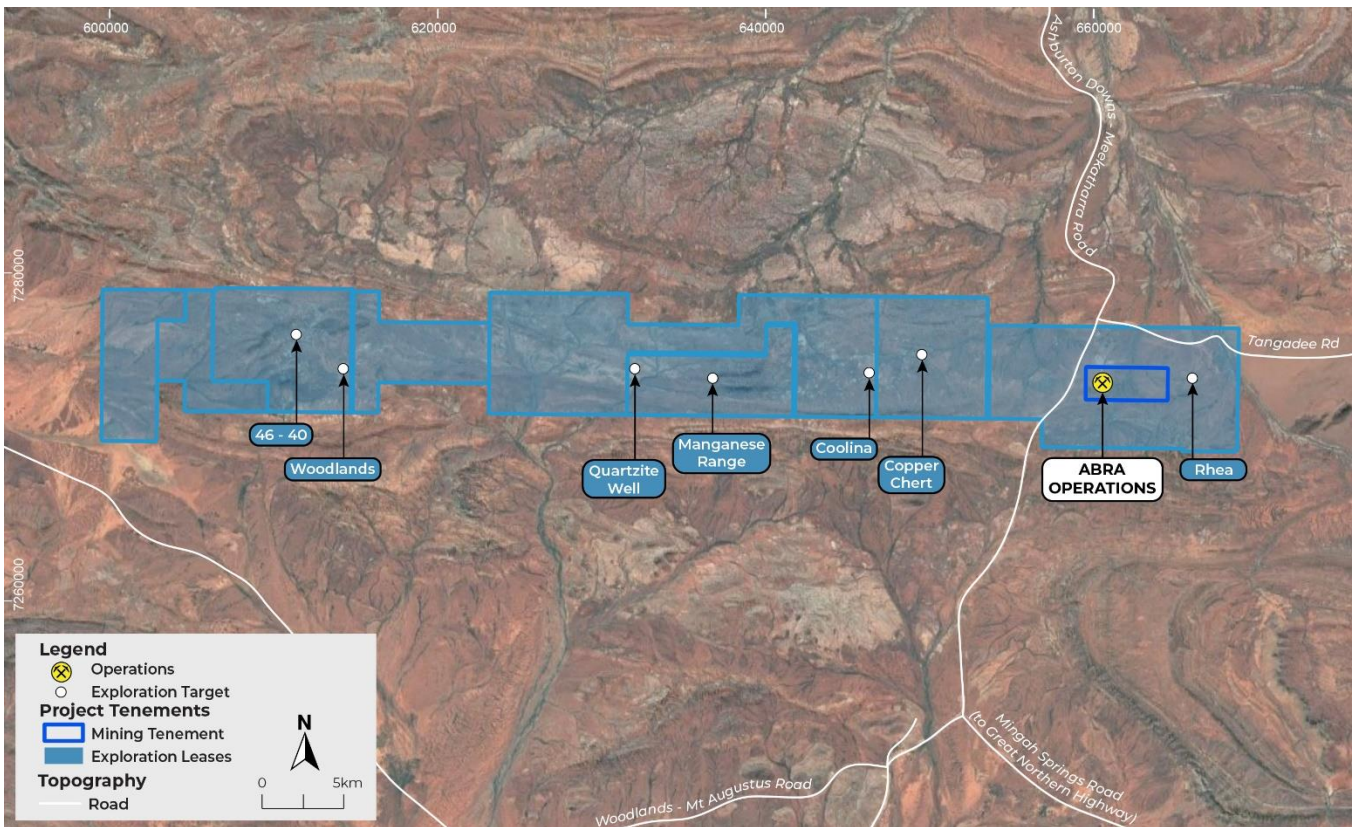 600000
620000
640000
660000
7280000
7260000
Ashburton Downs - Meekatharra Road
Tangadee Rd
46 - 40
Woodlands
Quartzite
Well
Manganese
Range
Coolina
Copper
Chert
ABRA
OPERATIONS
Rhea
Mingah Springs Road
(to Great Northern Highway)
Woodlands - Mt Augustus Road
Legend
Operations
Exploration Target
Project Tenements
Mining Tenement
Exploration Leases
Topography
Road
N
0 5km